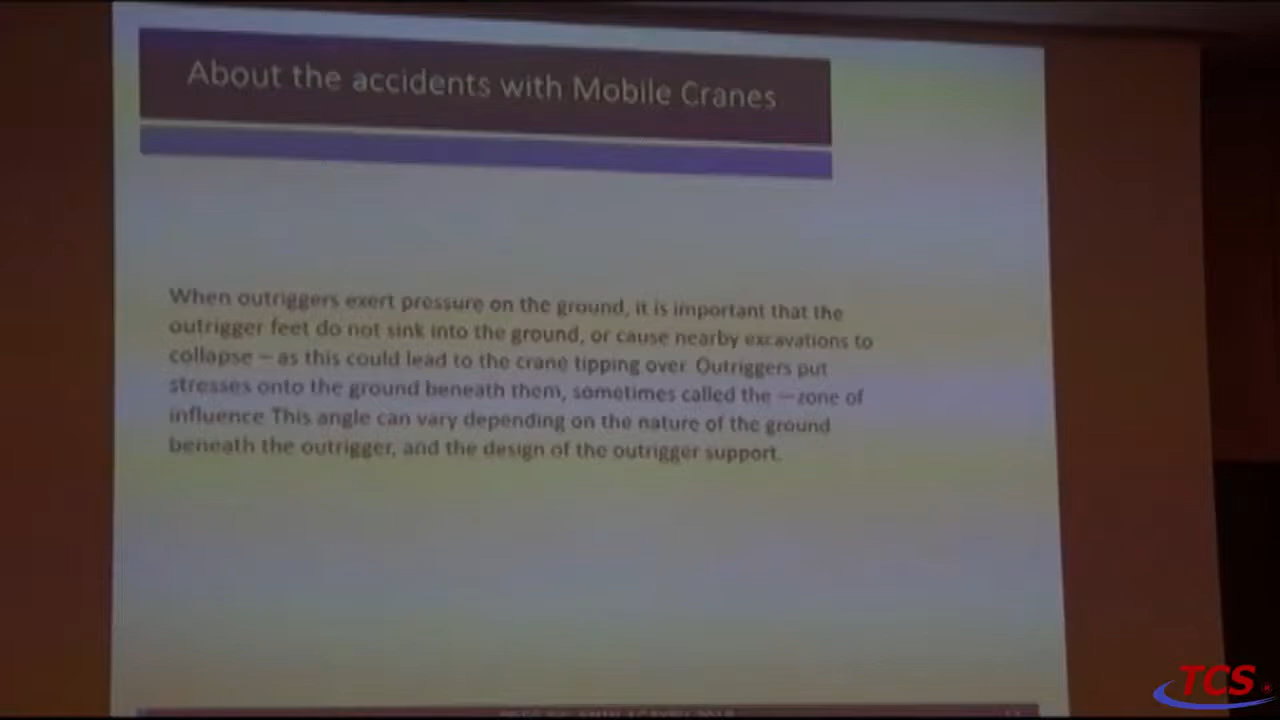 About the accidents with Mobile Cranes
When outriggers exert pressure on the ground, it is important that the
outrigger feet do not sink into the ground, or cause nearby excavations to
collapse — as this could lead to the crane tipping over. Outriggers put
stresses onto the ground beneath them, sometimes called the ―zone of
influence. This angle can vary depending on the nature of the ground
beneath the outrigger, and the design of the outrigger support.
TCS ®